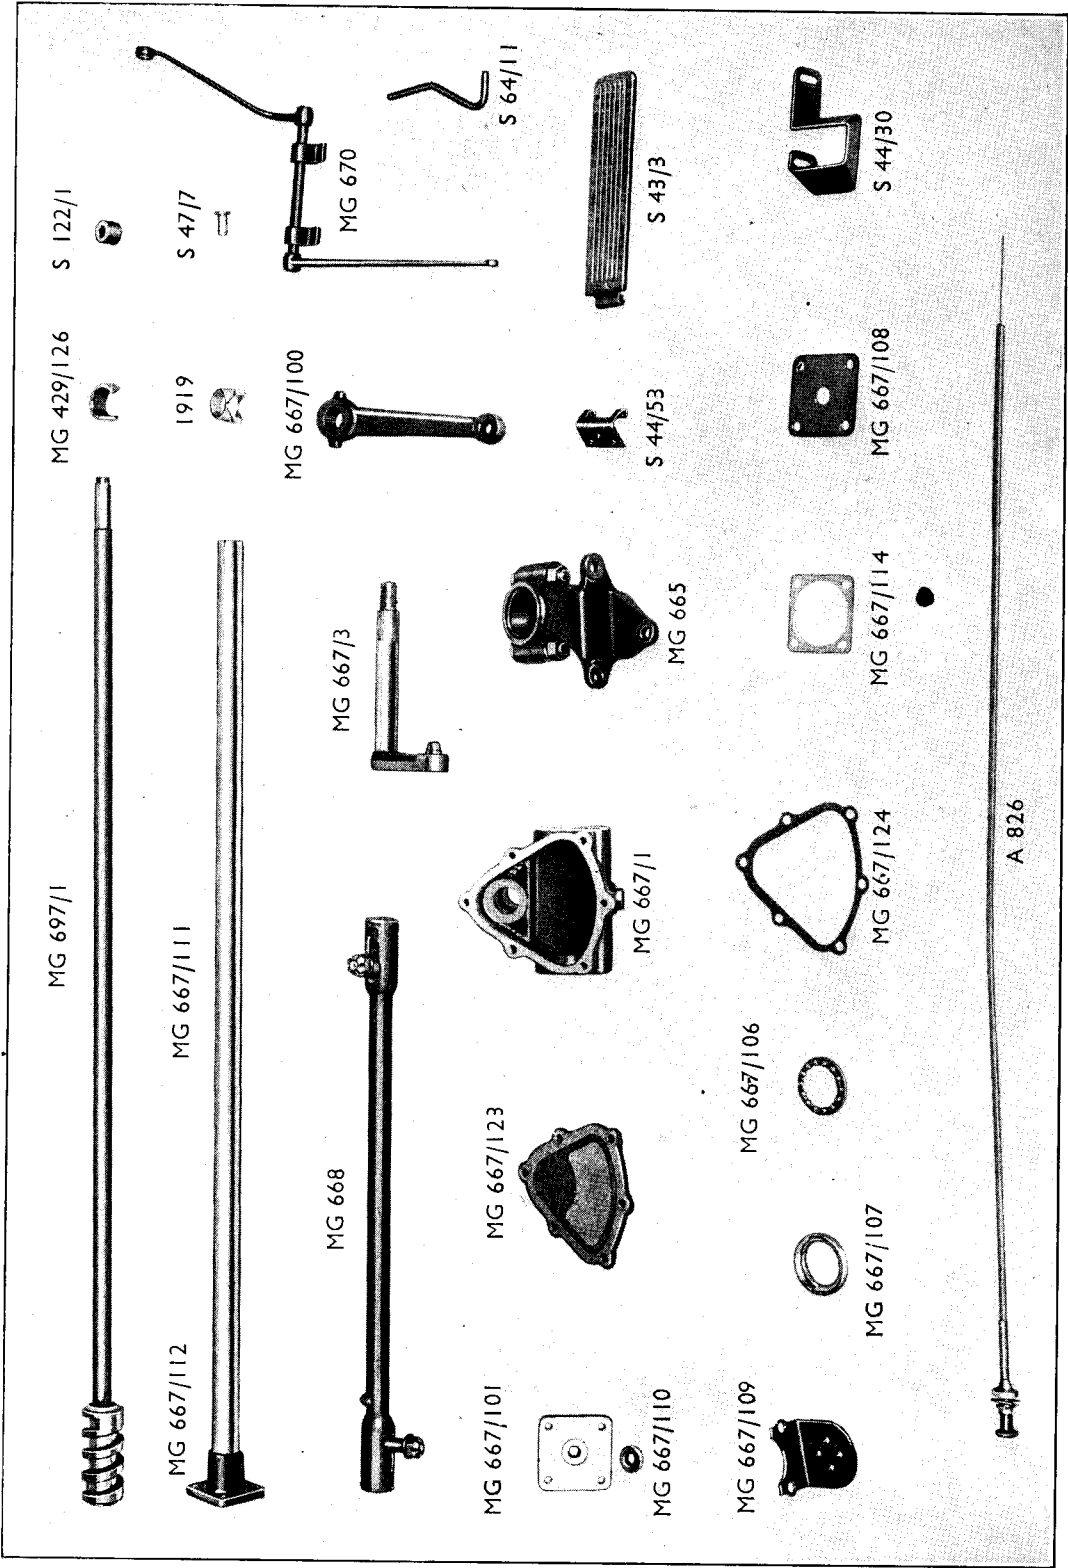 MG 697/1
MG 429/126
S 122/1
MG 667/112
MG 667/111
1919
S 47/7
MG 668
MG 667/3
MG 667/100
MG 670
S 64/11
MG 667/101
MG 667/123
MG 667/110
MG 667/1
MG 665
S 44/53
S 43/3
MG 667/109
MG 667/106
MG 667/107
MG 667/124
MG 667/114
MG 667/108
S 44/30
A 826